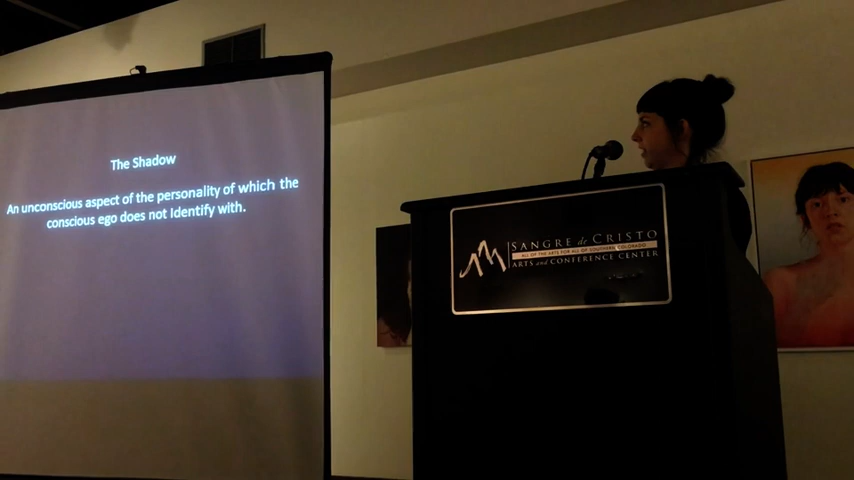 The Shadow
An unconscious aspect of the personality of which the
conscious ego does not Identify with.
SANGRE de CRISTO
ALL OF THE ARTS FOR ALL OF SOUTHERN COLORADO
ARTS and CONFERENCE CENTER